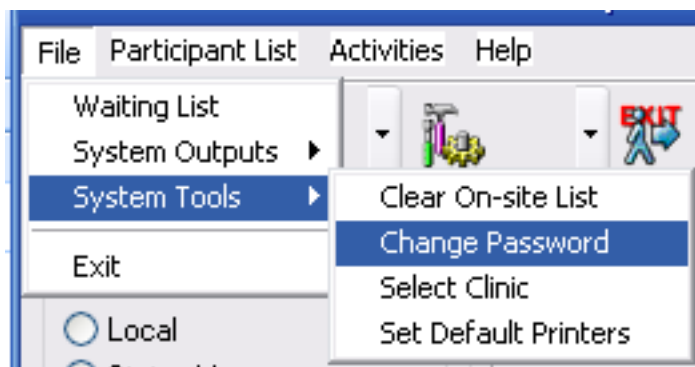 File Participant List Activities Help
Waiting List
System Outputs
System Tools
Exit
EXIT
Clear On-site List
Change Password
Select Clinic
Set Default Printers
Local